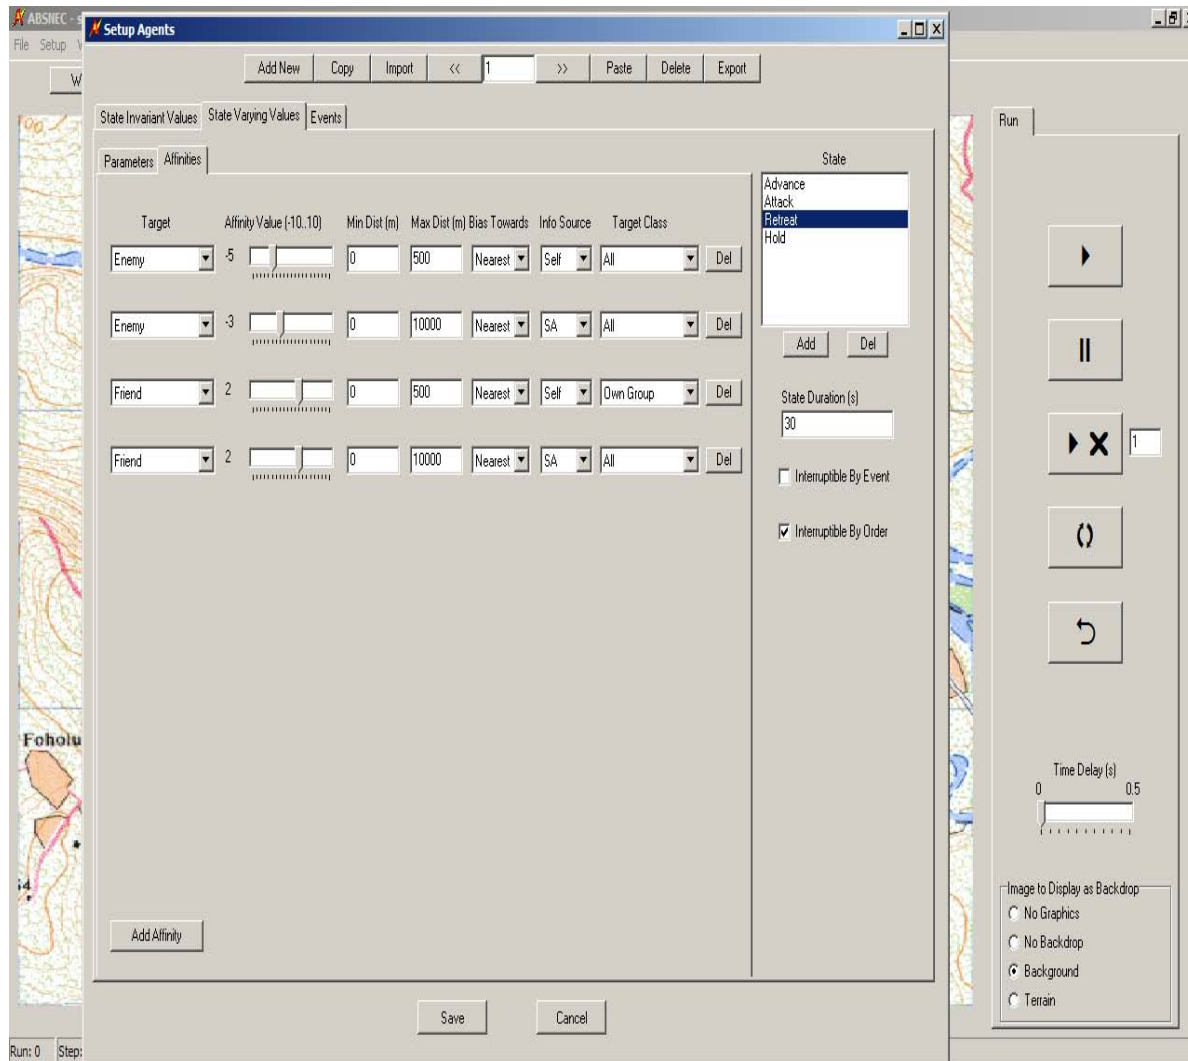 ABSNEC - s
Setup Agents
File Setup V
Add New Copy Import << 1 >> Paste Delete Export
W
State Invariant Values State Varying Values Events
Run
Parameters Affinities
State
Advance
Attack
Retreat
Hold
Target Affinity Value (-10..10) Min Dist (m) Max Dist (m) Bias Towards Info Source Target Class
Enemy -5 0 500 Nearest Self All Del
Enemy -3 0 10000 Nearest SA All Del
Add Del
Friend 2 0 500 Nearest Self Own Group Del
State Duration (s)
30
1
Friend 2 0 10000 Nearest SA All Del
Interruptible By Event
Interruptible By Order
Foholu
Time Delay (s)
0 0.5
54
Image to Display as Backdrop
No Graphics
Add Affinity
No Backdrop
Background
Terrain
Save Cancel
Run: 0 Step: